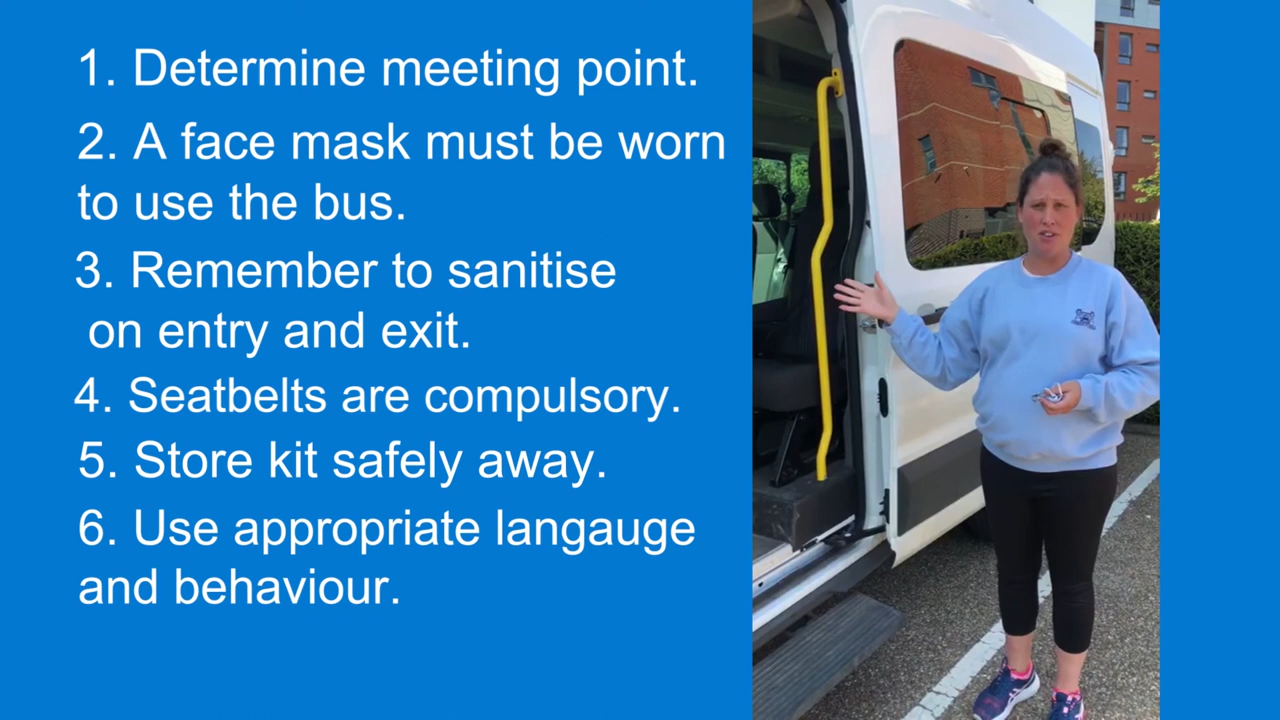 1. Determine meeting point.
2. A face mask must be worn
to use the bus.
3. Remember to sanitise
on entry and exit.
4. Seatbelts are compulsory.
5. Store kit safely away.
6. Use appropriate langauge
and behaviour.